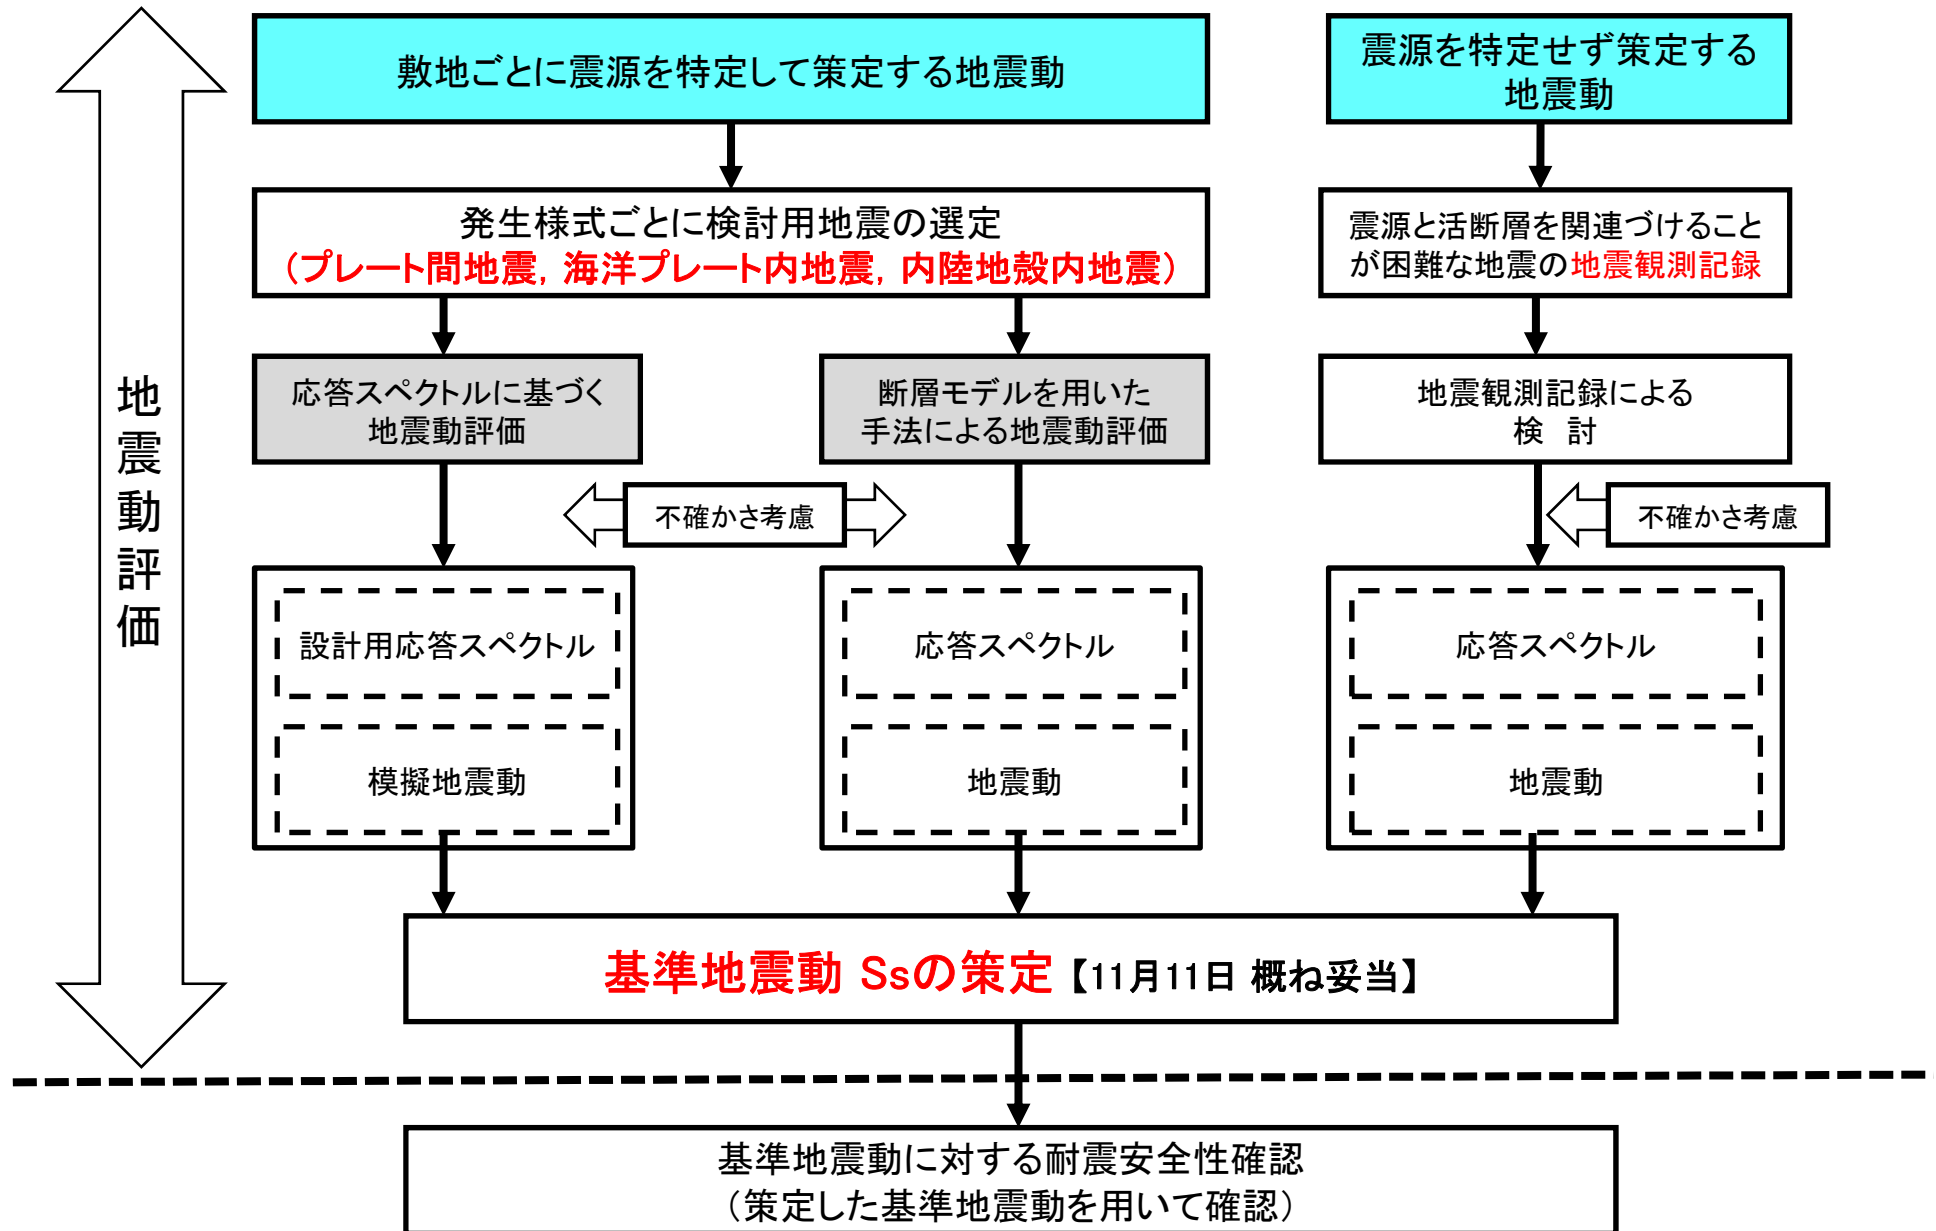 地震動評価
敷地ごとに震源を特定して策定する地震動
震源を特定せず策定する
地震動
発生様式ごとに検討用地震の選定
（プレート間地震，海洋プレート内地震，内陸地殻内地震）
震源と活断層を関連づけること
が困難な地震の地震観測記録
応答スペクトルに基づく
地震動評価
断層モデルを用いた
手法による地震動評価
地震観測記録による
検　討
不確かさ考慮
不確かさ考慮
設計用応答スペクトル
模擬地震動
応答スペクトル
地震動
応答スペクトル
地震動
基準地震動 Ssの策定【11月11日 概ね妥当】
基準地震動に対する耐震安全性確認
（策定した基準地震動を用いて確認）